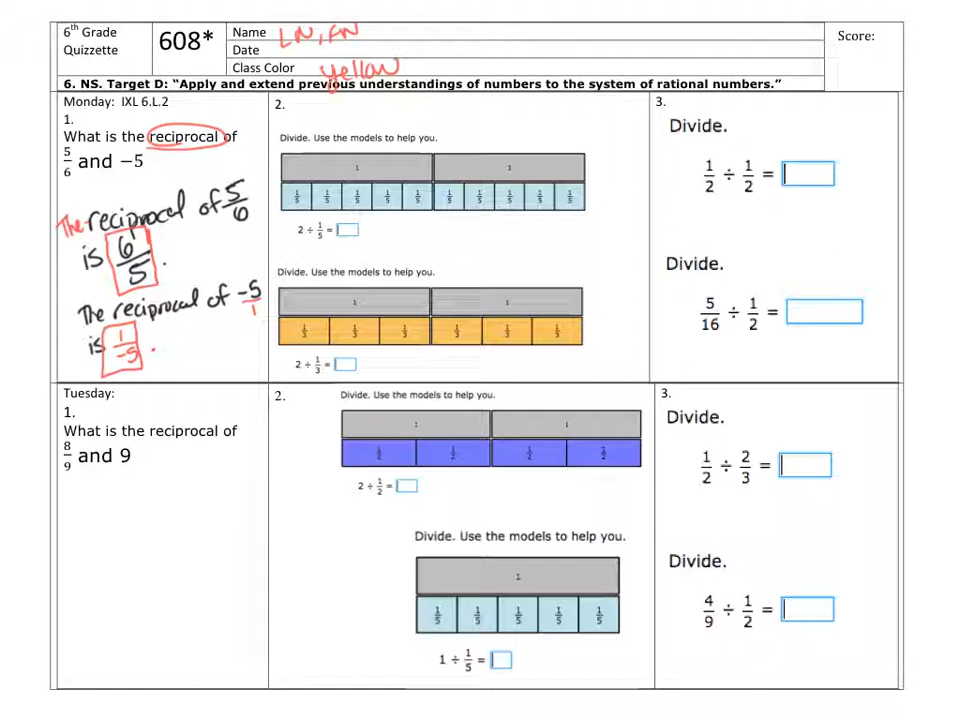 6th Grade
Quizzette
608*
Name LN, FN
Date
Class Color yellow
Score:
6. NS. Target D: “Apply and extend previous understandings of numbers to the system of rational numbers.”
Monday: IXL 6.L.2
1.
What is the reciprocal of
5/6 and −5
The reciprocal of 5/6
is 6/5.
The reciprocal of -5/1
is 1/-5.
2.
Divide. Use the models to help you.
1 1
1/5 1/5 1/5 1/5 1/5 1/5 1/5 1/5 1/5 1/5
2 ÷ 1/5 =
Divide. Use the models to help you.
1 1
1/3 1/3 1/3 1/3 1/3 1/3
2 ÷ 1/3 =
3.
Divide.
1/2 ÷ 1/2 =
Divide.
5/16 ÷ 1/2 =
Tuesday:
1.
What is the reciprocal of
8/9 and 9
2.
Divide. Use the models to help you.
1 1
1/2 1/2 1/2 1/2
2 ÷ 1/2 =
Divide. Use the models to help you.
1
1/5 1/5 1/5 1/5 1/5
1 ÷ 1/5 =
3.
Divide.
1/2 ÷ 2/3 =
Divide.
4/9 ÷ 1/2 =